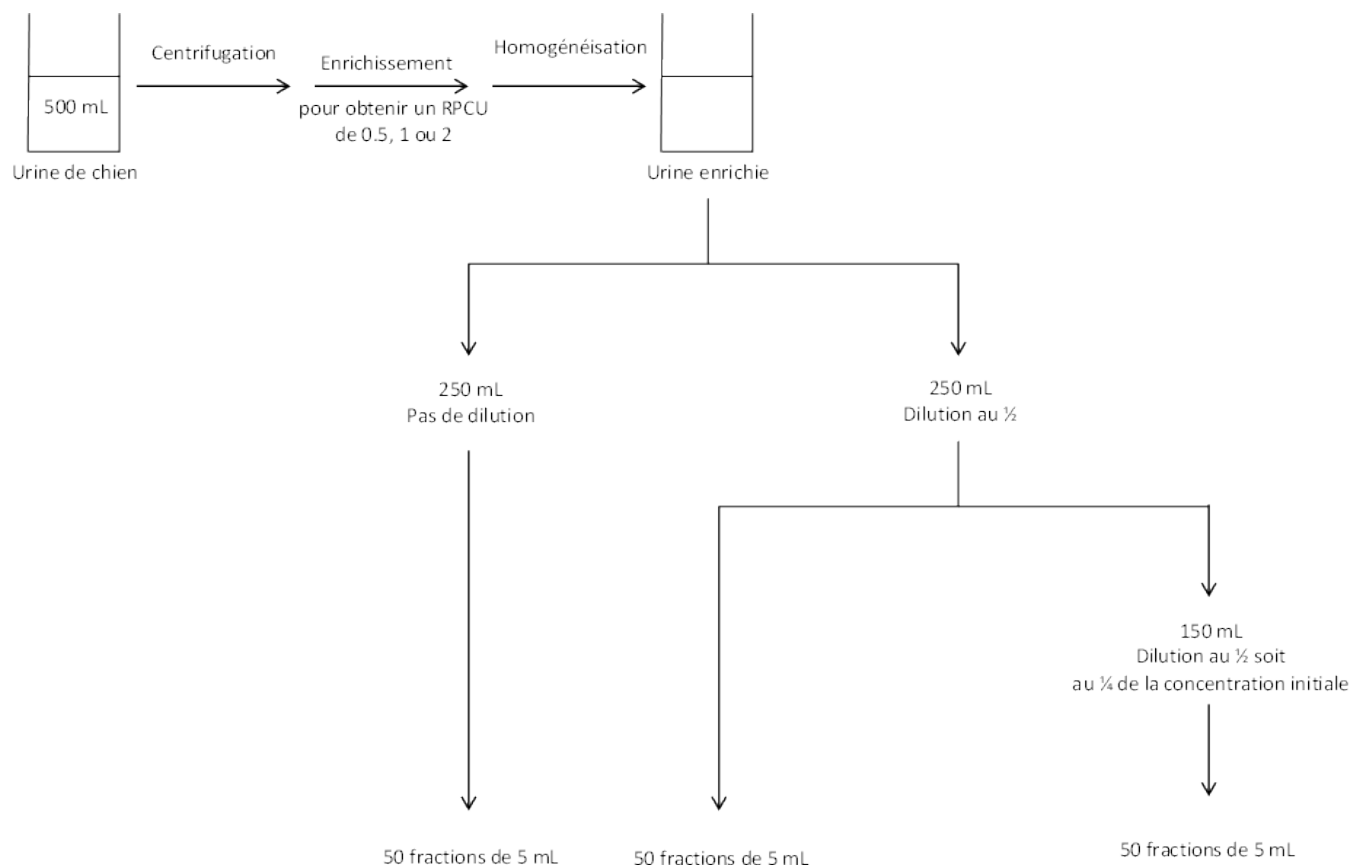 Centrifugation
Enrichissement
Homogénéisation
500 mL
pour obtenir un RPCU
de 0.5, 1 ou 2
Urine de chien
Urine enrichie
250 mL
Pas de dilution
250 mL
Dilution au ½
150 mL
Dilution au ½ soit
au ¼ de la concentration initiale
50 fractions de 5 mL
50 fractions de 5 mL
50 fractions de 5 mL